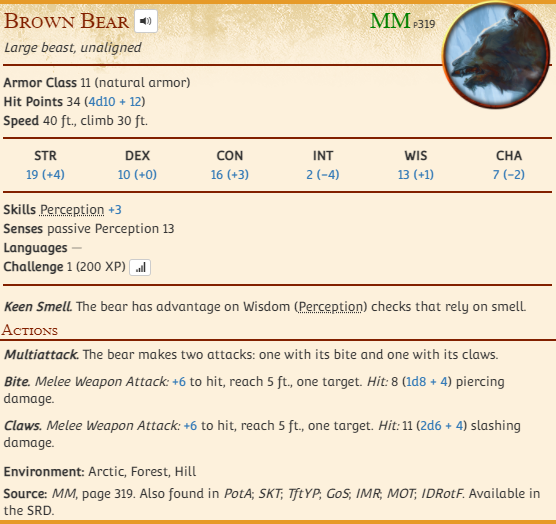 Brown Bear MM P319
Large beast, unaligned
Armor Class 11 (natural armor)
Hit Points 34 (4d10 + 12)
Speed 40 ft., climb 30 ft.
STR DEX CON INT WIS CHA
19 (+4) 10 (+0) 16 (+3) 2 (−4) 13 (+1) 7 (−2)
Skills Perception +3
Senses passive Perception 13
Languages —
Challenge 1 (200 XP)
Keen Smell. The bear has advantage on Wisdom (Perception) checks that rely on smell.
Actions
Multiattack. The bear makes two attacks: one with its bite and one with its claws.
Bite. Melee Weapon Attack: +6 to hit, reach 5 ft., one target. Hit: 8 (1d8 + 4) piercing
damage.
Claws. Melee Weapon Attack: +6 to hit, reach 5 ft., one target. Hit: 11 (2d6 + 4) slashing
damage.
Environment: Arctic, Forest, Hill
Source: MM, page 319. Also found in PotA; SKT; TftYP; GoS; IMR; MOT; IDRotF. Available in
the SRD.